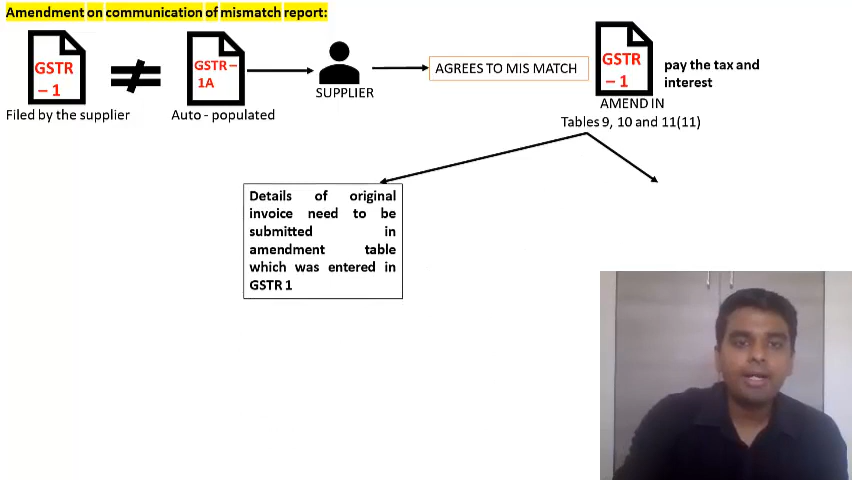 Amendment on communication of mismatch report:
GSTR
– 1
Filed by the supplier
GSTR –
1A
Auto - populated
SUPPLIER
AGREES TO MIS MATCH
GSTR
– 1
AMEND IN
Tables 9, 10 and 11(11)
pay the tax and
interest
Details of original
invoice need to be
submitted in
amendment table
which was entered in
GSTR 1